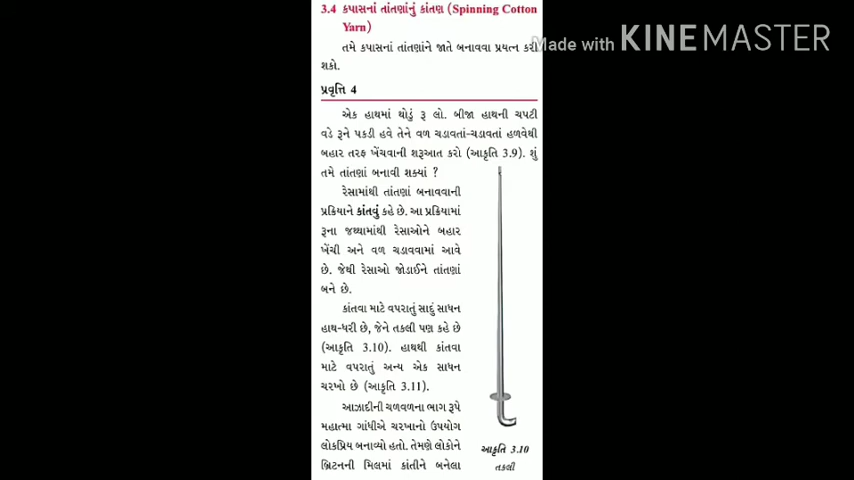 3.4 કપાસનાં તાંતણાંનું કાંતણ (Spinning Cotton
Yarn)
તમે કપાસનાં તાંતણાંને જાતે બનાવવા પ્રયત્ન કરી
શકો.
Made with KINEMASTER
પ્રવૃત્તિ 4
એક હાથમાં થોડું રૂ લો. બીજા હાથની ચપટી
વડે રૂને પકડી હવે તેને વળ ચડાવતાં-ચડાવતાં હળવેથી
બહાર તરફ ખેંચવાની શરૂઆત કરો (આકૃતિ 3.9). શું
તમે તાંતણાં બનાવી શક્યાં ?
રેસામાંથી તાંતણાં બનાવવાની
પ્રક્રિયાને કાંતવું કહે છે. આ પ્રક્રિયામાં
રૂના જથ્થામાંથી રેસાઓને બહાર
ખેંચી અને વળ ચડાવવામાં આવે
છે. જેથી રેસાઓ જોડાઈને તાંતણાં
બને છે.
કાંતવા માટે વપરાતું સાદું સાધન
હાથ-ધરી છે, જેને તકલી પણ કહે છે
(આકૃતિ 3.10). હાથથી કાંતવા
માટે વપરાતું અન્ય એક સાધન
ચરખો છે (આકૃતિ 3.11).
આઝાદીની ચળવળના ભાગ રૂપે
મહાત્મા ગાંધીએ ચરખાનો ઉપયોગ
લોકપ્રિય બનાવ્યો હતો. તેમણે લોકોને
બ્રિટનની મિલમાં કાંતીને બનેલા
આકૃતિ 3.10
તકલી